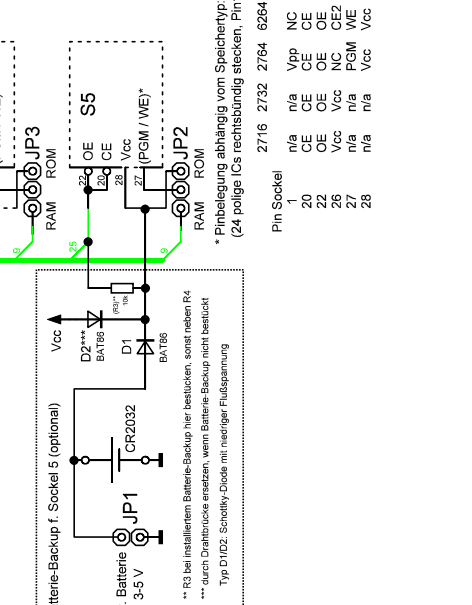 JP3
ROM
RAM
9
S5
OE
CE
Vcc
(PGM / WE)*
22
20
28
27
JP2
ROM
RAM
9
25
* Pinbelegung abhängig vom Speichertyp:
(24 polige ICs rechtsbündig stecken,
2716 2732 2764 6264
Pin Sockel
1 n/a n/a Vpp NC
20 CE CE CE CE
22 OE OE OE OE
26 Vcc Vcc NC CE2
27 n/a n/a PGM WE
28 n/a n/a Vcc Vcc
Vcc
D2***
BAT86
(R3)**
10k
D1
BAT86
f. Sockel 5 (optional)
CR2032
JP1
Batterie
3-5 V
** R3 bei installiertem Batterie-Backup hier bestücken, sonst neben R4
*** durch Drahtbrücke ersetzen, wenn Batterie-Backup nicht bestückt
Typ D1/D2: Schottky-Diode mit niedriger Flußspannung